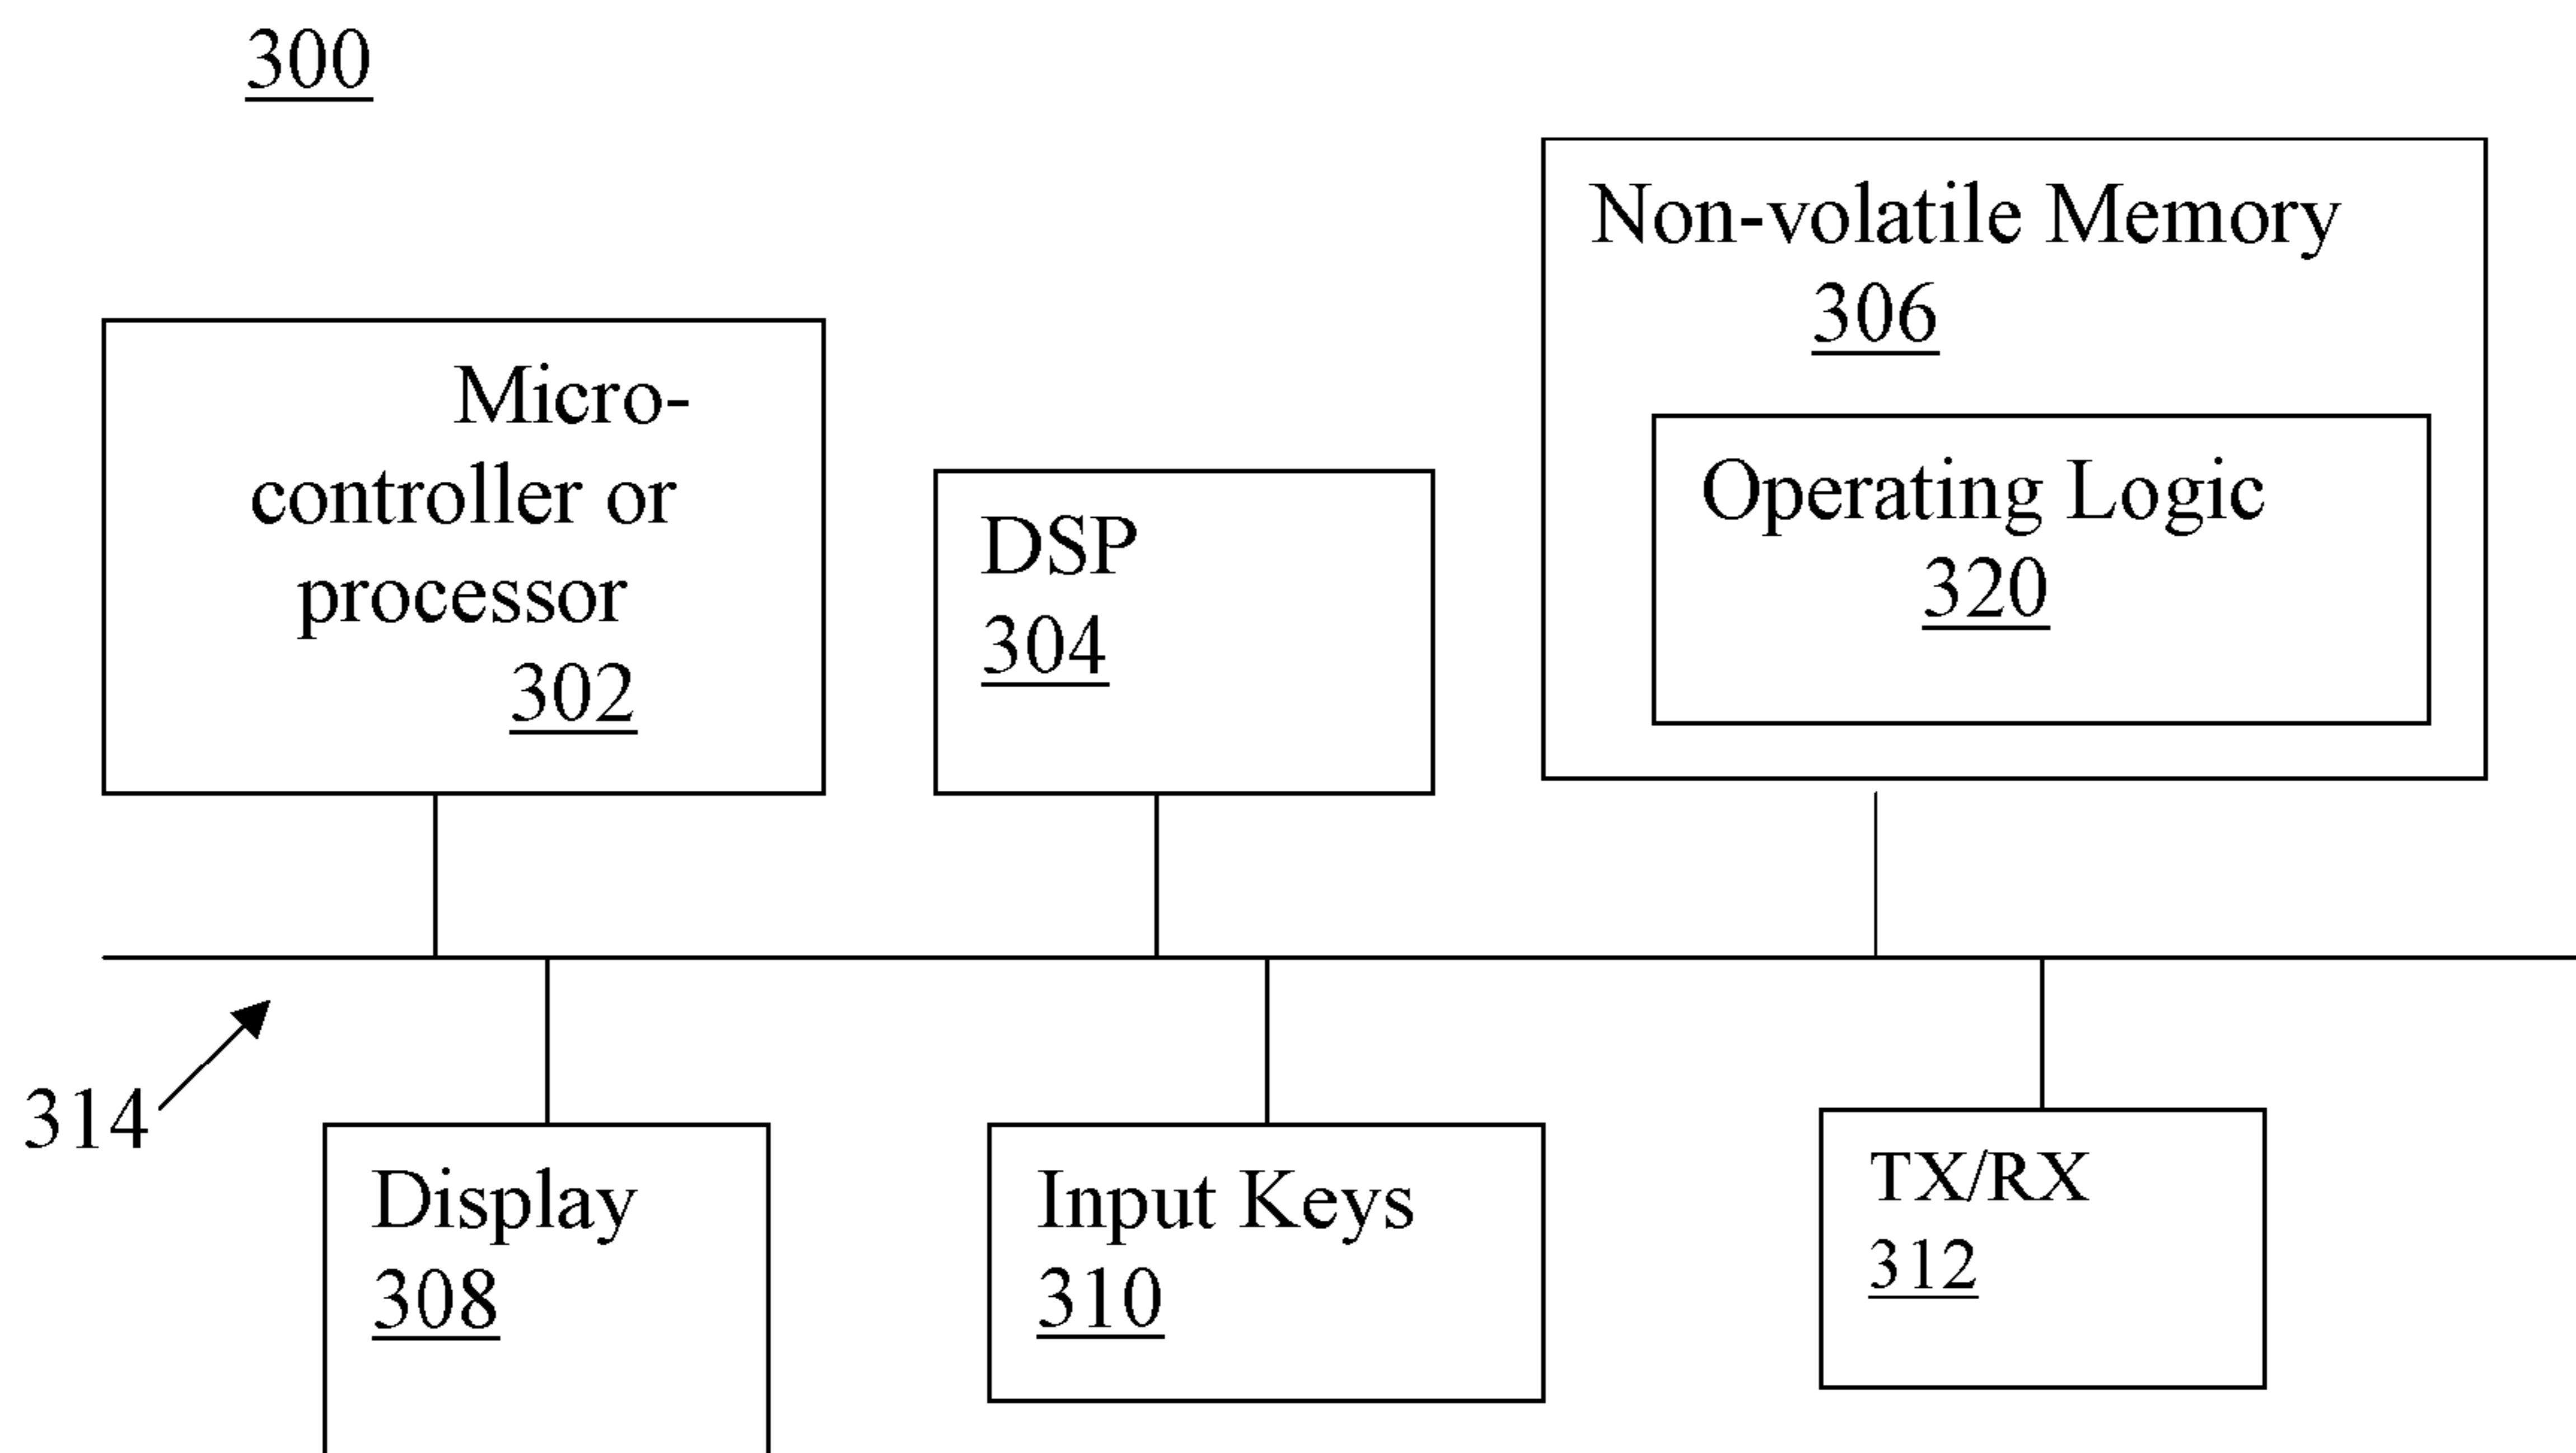 300
Non-volatile Memory
306
Operating Logic
320
Micro-
controller or
processor
302
DSP
304
314
Display
308
Input Keys
310
TX/RX
312